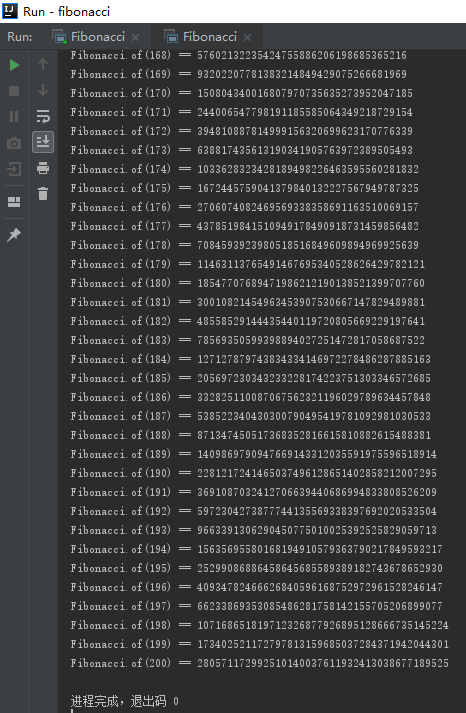 Run - fibonacci
Run:
Fibonacci
Fibonacci
Fibonacci.of(168) == 57602132235424755886206198685365216
Fibonacci.of(169) == 93202207781383214849429075266681969
Fibonacci.of(170) == 150804340016807970735635273952047185
Fibonacci.of(171) == 244006547798191185585064349218729154
Fibonacci.of(172) == 394810887814999156320699623170776339
Fibonacci.of(173) == 638817435613190341905763972389505493
Fibonacci.of(174) == 1033628323428189498226463595560281832
Fibonacci.of(175) == 1672445759041379840132227567949787325
Fibonacci.of(176) == 2706074082469569338358691163510069157
Fibonacci.of(177) == 4378519841510949178490918731459856482
Fibonacci.of(178) == 7084593923980518516849609894969925639
Fibonacci.of(179) == 11463113765491467695340528626429782121
Fibonacci.of(180) == 18547707689471986212190138521399707760
Fibonacci.of(181) == 30010821454963453907530667147829489881
Fibonacci.of(182) == 48558529144435440119720805669229197641
Fibonacci.of(183) == 78569350599398894027251472817058687522
Fibonacci.of(184) == 127127879743834334146972278486287885163
Fibonacci.of(185) == 205697230343233228174223751303346572685
Fibonacci.of(186) == 332825110087067562321196029789634457848
Fibonacci.of(187) == 538522340430300790495419781092981030533
Fibonacci.of(188) == 871347450517368352816615810882615488381
Fibonacci.of(189) == 1409869790947669143312035591975596518914
Fibonacci.of(190) == 2281217241465037496128651402858212007295
Fibonacci.of(191) == 3691087032412706639440686994833808526209
Fibonacci.of(192) == 5972304273877744135569338397692020533504
Fibonacci.of(193) == 9663391306290450775010025392525829059713
Fibonacci.of(194) == 15635695580168194910579363790217849593217
Fibonacci.of(195) == 25299086886458645685589389182743678652930
Fibonacci.of(196) == 40934782466626840596168752972961528246147
Fibonacci.of(197) == 66233869353085486281758142155705206899077
Fibonacci.of(198) == 107168651819712326877926895128666735145224
Fibonacci.of(199) == 173402521172797813159685037284371942044301
Fibonacci.of(200) == 280571172992510140037611932413038677189525
进程完成，退出码 0